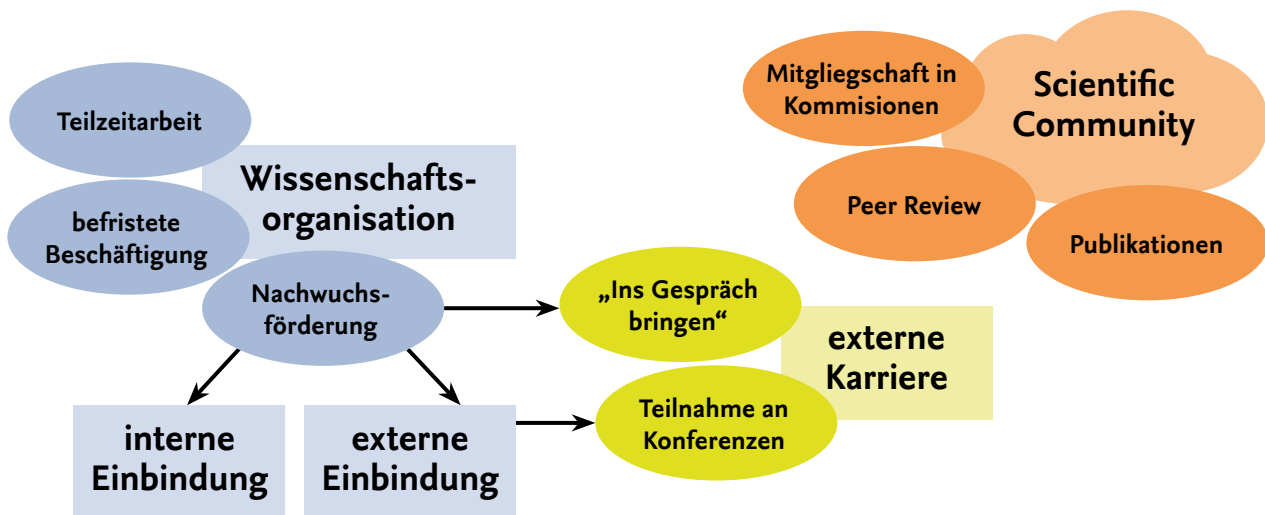 Teilzeitarbeit
befristete
Beschäftigung
Wissenschafts-
organisation
Nachwuchs-
förderung
interne
Einbindung
externe
Einbindung
„Ins Gespräch
bringen“
Teilnahme an
Konferenzen
externe
Karriere
Mitgliegschaft in
Kommisionen
Peer Review
Publikationen
Scientific
Community